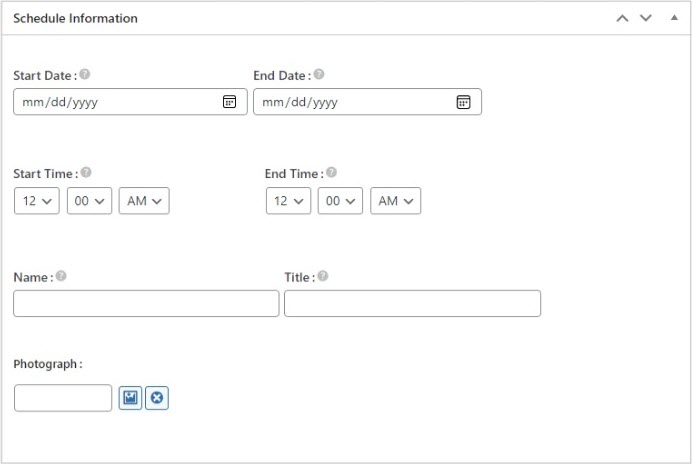 Schedule Information
Start Date : ? End Date : ?
mm/dd/yyyy mm/dd/yyyy
Start Time : ? End Time : ?
12 00 AM 12 00 AM
Name : ? Title : ?
Photograph :